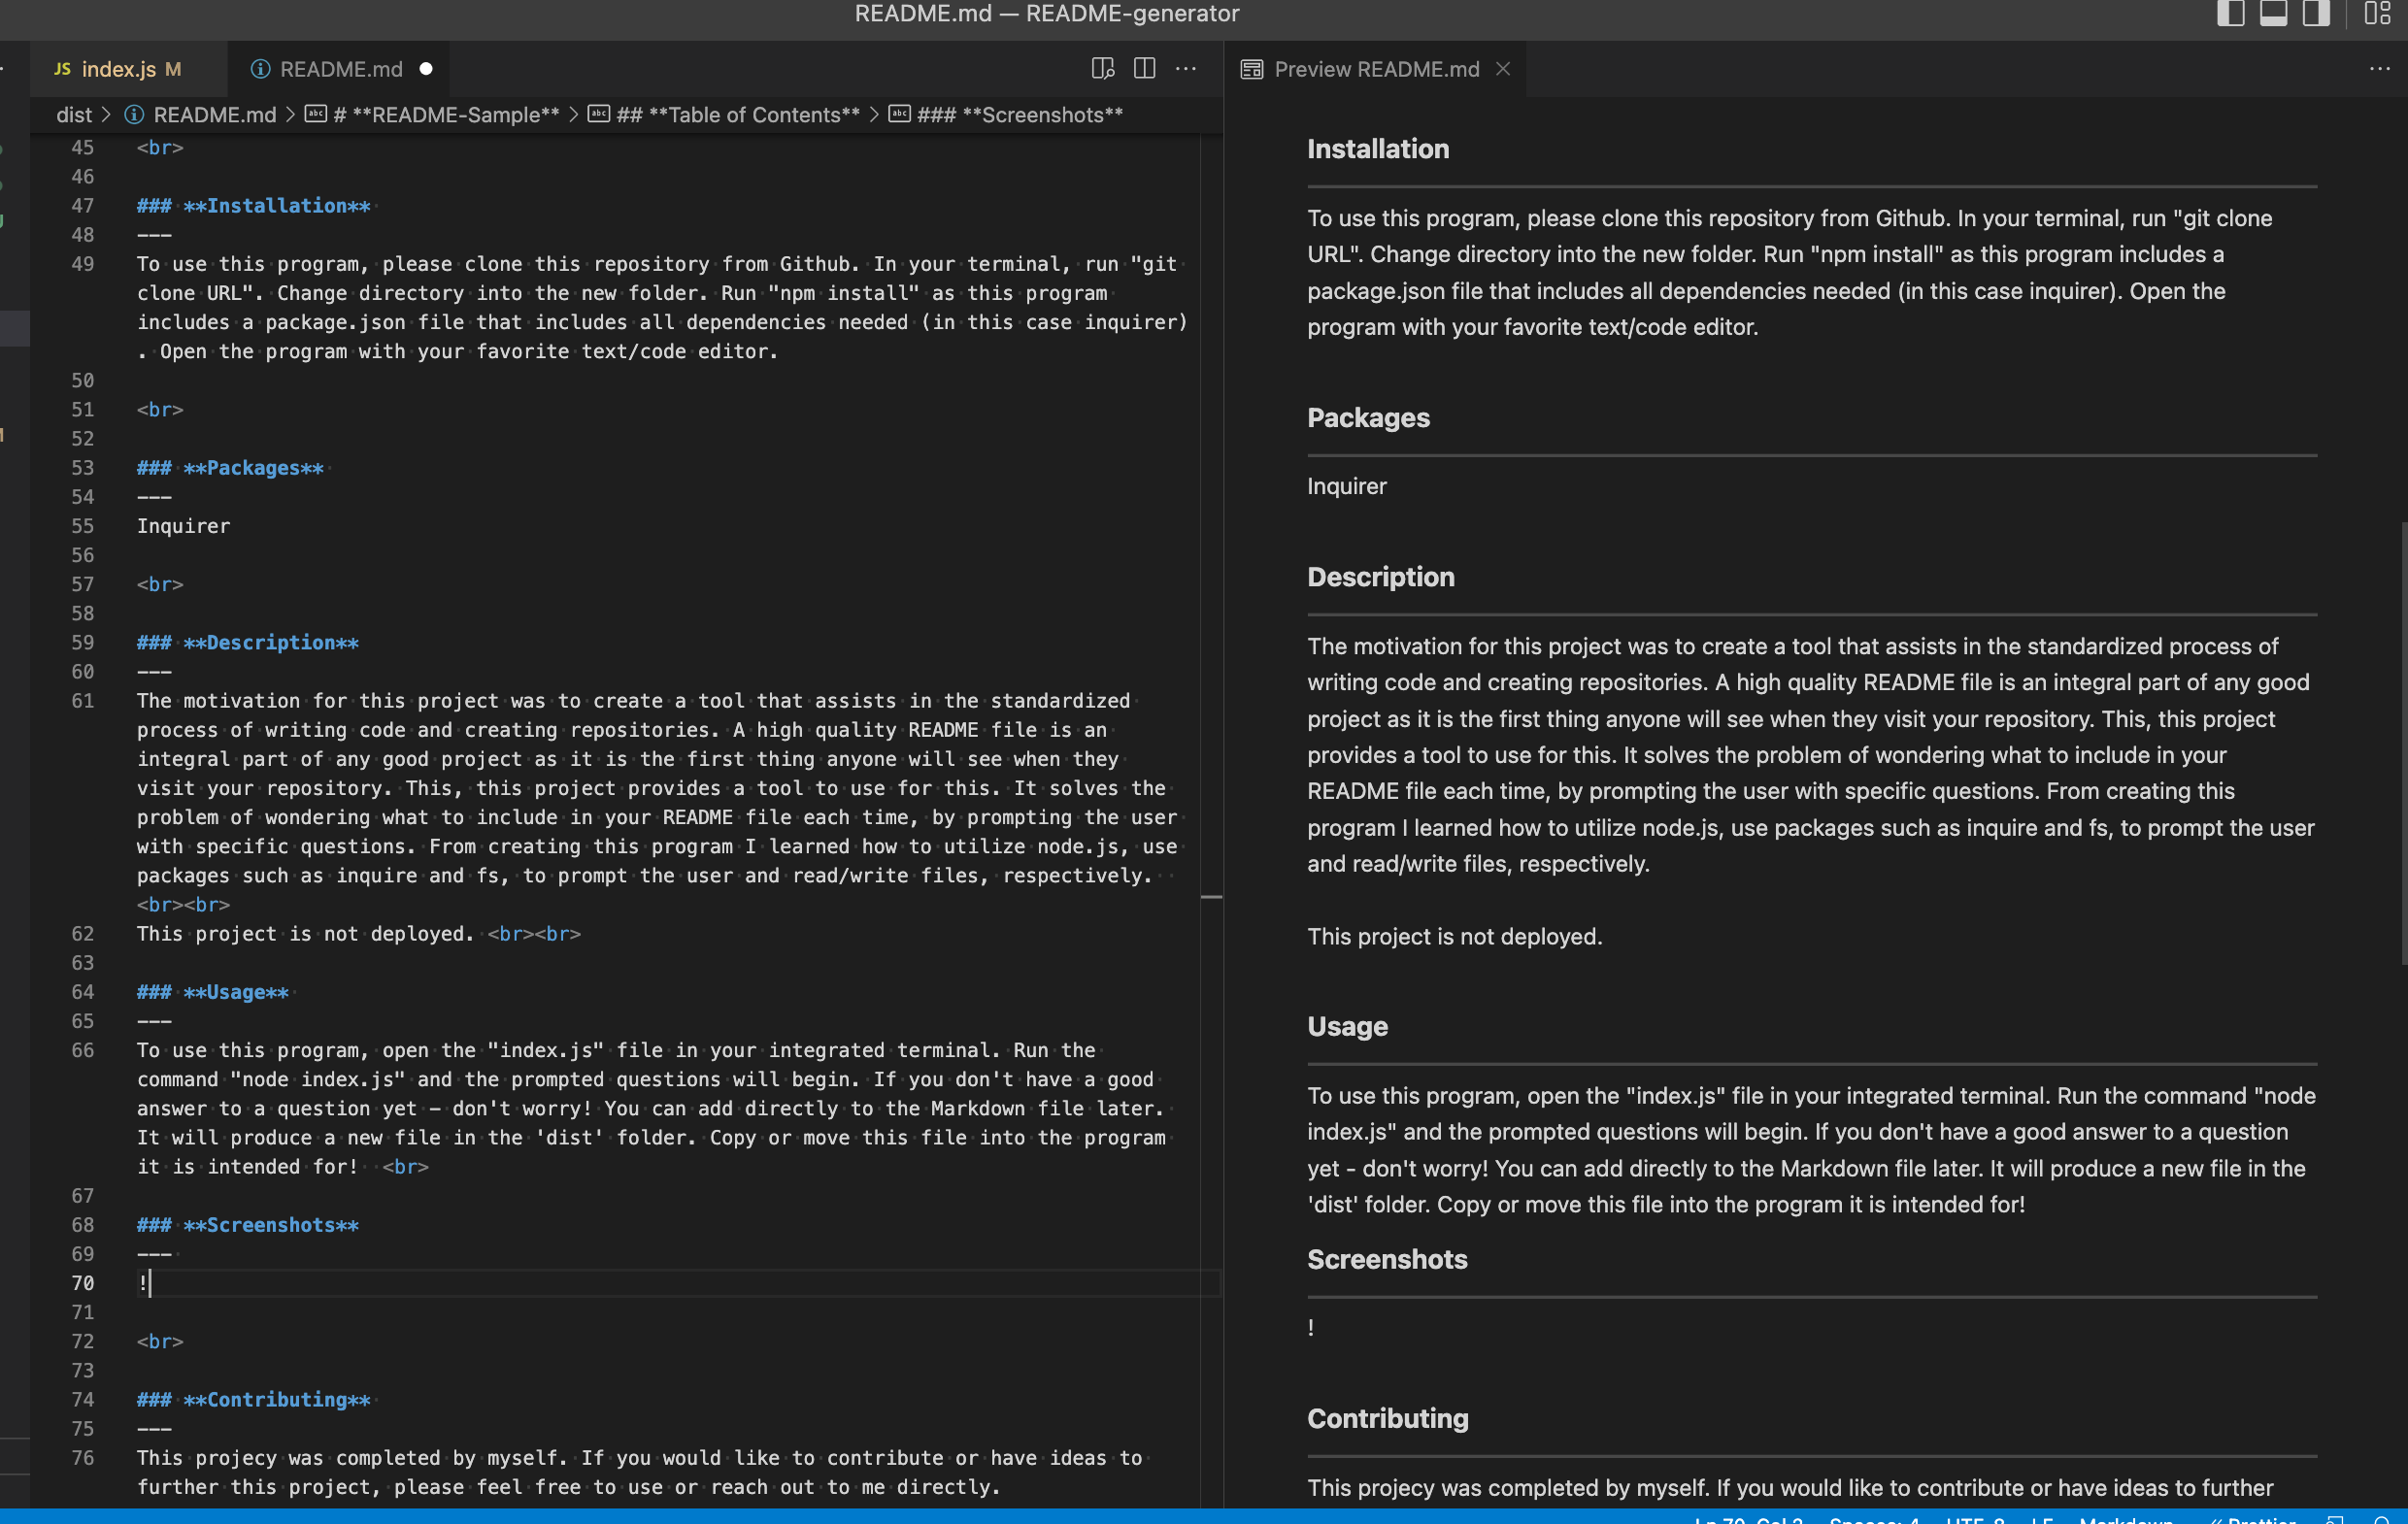 README.md — README-generator
JS index.js M
README.md
Preview README.md
dist > README.md > # **README-Sample** > ## **Table of Contents** > ### **Screenshots**
45 <br>
46
47 ### **Installation**
48 ---
49 To use this program, please clone this repository from Github. In your terminal, run "git
clone URL". Change directory into the new folder. Run "npm install" as this program
includes a package.json file that includes all dependencies needed (in this case inquirer)
. Open the program with your favorite text/code editor.
50
51 <br>
52
53 ### **Packages**
54 ---
55 Inquirer
56
57 <br>
58
59 ### **Description**
60 ---
61 The motivation for this project was to create a tool that assists in the standardized
process of writing code and creating repositories. A high quality README file is an
integral part of any good project as it is the first thing anyone will see when they
visit your repository. This, this project provides a tool to use for this. It solves the
problem of wondering what to include in your README file each time, by prompting the user
with specific questions. From creating this program I learned how to utilize node.js, use
packages such as inquire and fs, to prompt the user and read/write files, respectively.
<br><br>
62 This project is not deployed. <br><br>
63
64 ### **Usage**
65 ---
66 To use this program, open the "index.js" file in your integrated terminal. Run the
command "node index.js" and the prompted questions will begin. If you don't have a good
answer to a question yet - don't worry! You can add directly to the Markdown file later.
It will produce a new file in the 'dist' folder. Copy or move this file into the program
it is intended for! <br>
67
68 ### **Screenshots**
69 ---
70 !
71
72 <br>
73
74 ### **Contributing**
75 ---
76 This projecy was completed by myself. If you would like to contribute or have ideas to
further this project, please feel free to use or reach out to me directly.
Installation
To use this program, please clone this repository from Github. In your terminal, run "git clone
URL". Change directory into the new folder. Run "npm install" as this program includes a
package.json file that includes all dependencies needed (in this case inquirer). Open the
program with your favorite text/code editor.
Packages
Inquirer
Description
The motivation for this project was to create a tool that assists in the standardized process of
writing code and creating repositories. A high quality README file is an integral part of any good
project as it is the first thing anyone will see when they visit your repository. This, this project
provides a tool to use for this. It solves the problem of wondering what to include in your
README file each time, by prompting the user with specific questions. From creating this
program I learned how to utilize node.js, use packages such as inquire and fs, to prompt the user
and read/write files, respectively.
This project is not deployed.
Usage
To use this program, open the "index.js" file in your integrated terminal. Run the command "node
index.js" and the prompted questions will begin. If you don't have a good answer to a question
yet - don't worry! You can add directly to the Markdown file later. It will produce a new file in the
'dist' folder. Copy or move this file into the program it is intended for!
Screenshots
!
Contributing
This projecy was completed by myself. If you would like to contribute or have ideas to further
Ln 70, Col 2 Spaces: 4 UTF-8 LF Markdown Prettier